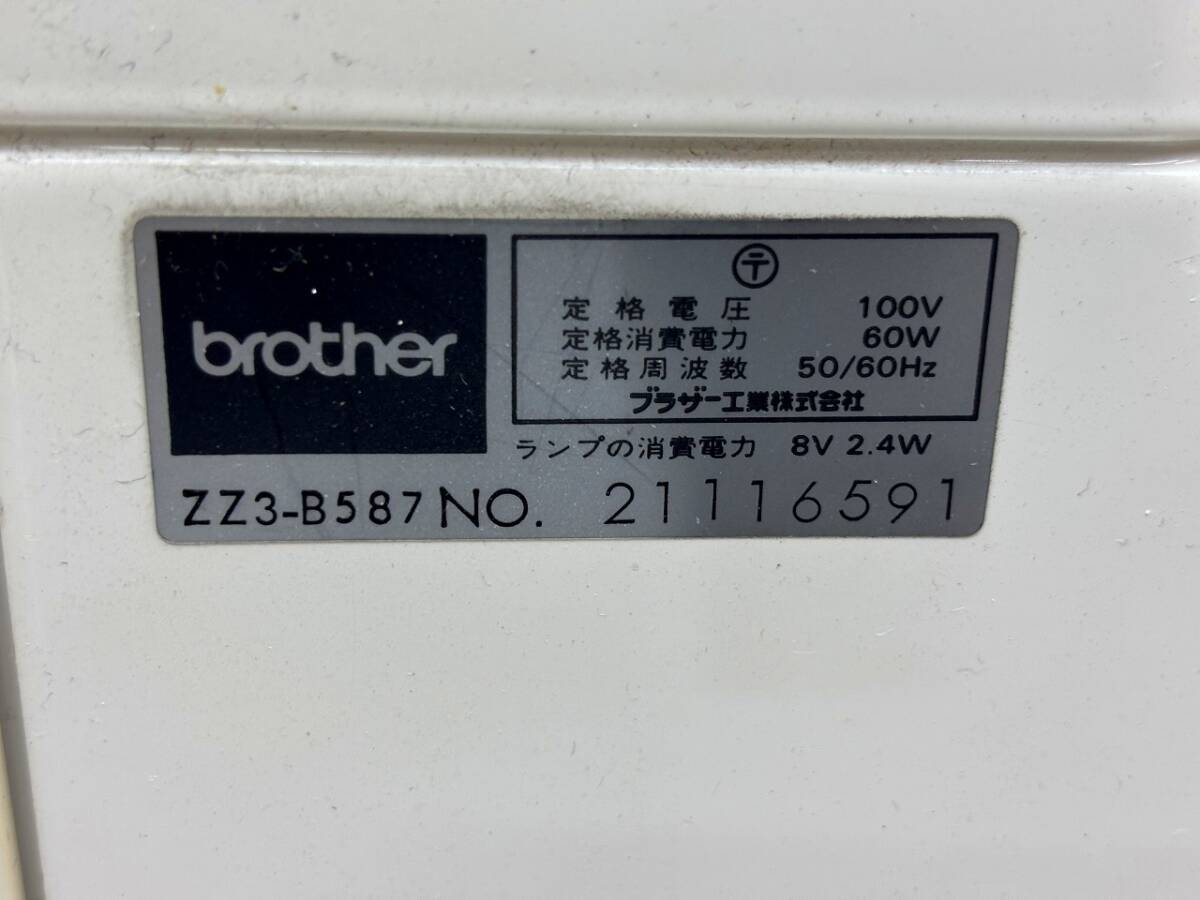 brother
〒
定格電圧 100V
定格消費電力 60W
定格周波数 50/60Hz
ブラザー工業株式会社
ランプの消費電力 8V 2.4W
ZZ3-B587 NO. 21116591